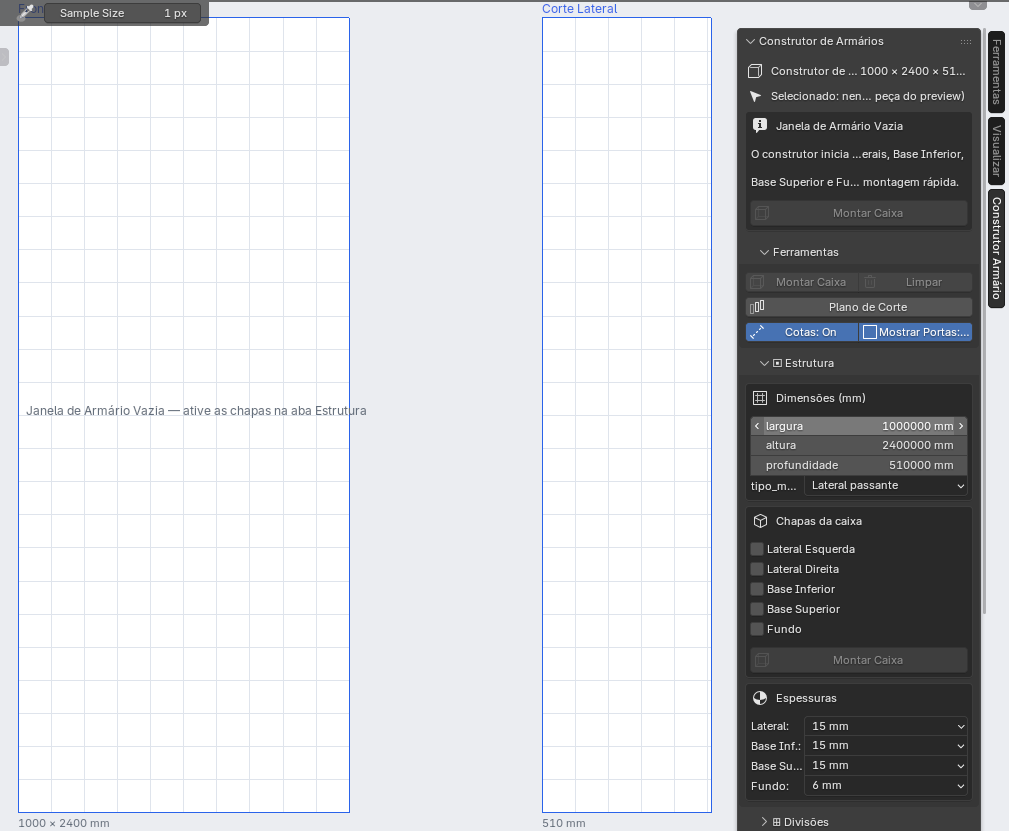 Sample Size 1 px
Corte Lateral
Janela de Armário Vazia — ative as chapas na aba Estrutura
1000 × 2400 mm
510 mm
Construtor de Armários
Construtor de ... 1000 × 2400 × 51...
Selecionado: nen... peça do preview)
Janela de Armário Vazia
O construtor inicia ...erais, Base Inferior,
Base Superior e Fu... montagem rápida.
Montar Caixa
Ferramentas
Montar Caixa Limpar
Plano de Corte
Cotas: On Mostrar Portas:...
Estrutura
Dimensões (mm)
largura 1000000 mm
altura 2400000 mm
profundidade 510000 mm
tipo_m... Lateral passante
Chapas da caixa
Lateral Esquerda
Lateral Direita
Base Inferior
Base Superior
Fundo
Montar Caixa
Espessuras
Lateral: 15 mm
Base Inf.: 15 mm
Base Su... 15 mm
Fundo: 6 mm
Divisões
Ferramentas
Visualizar
Construtor Armário